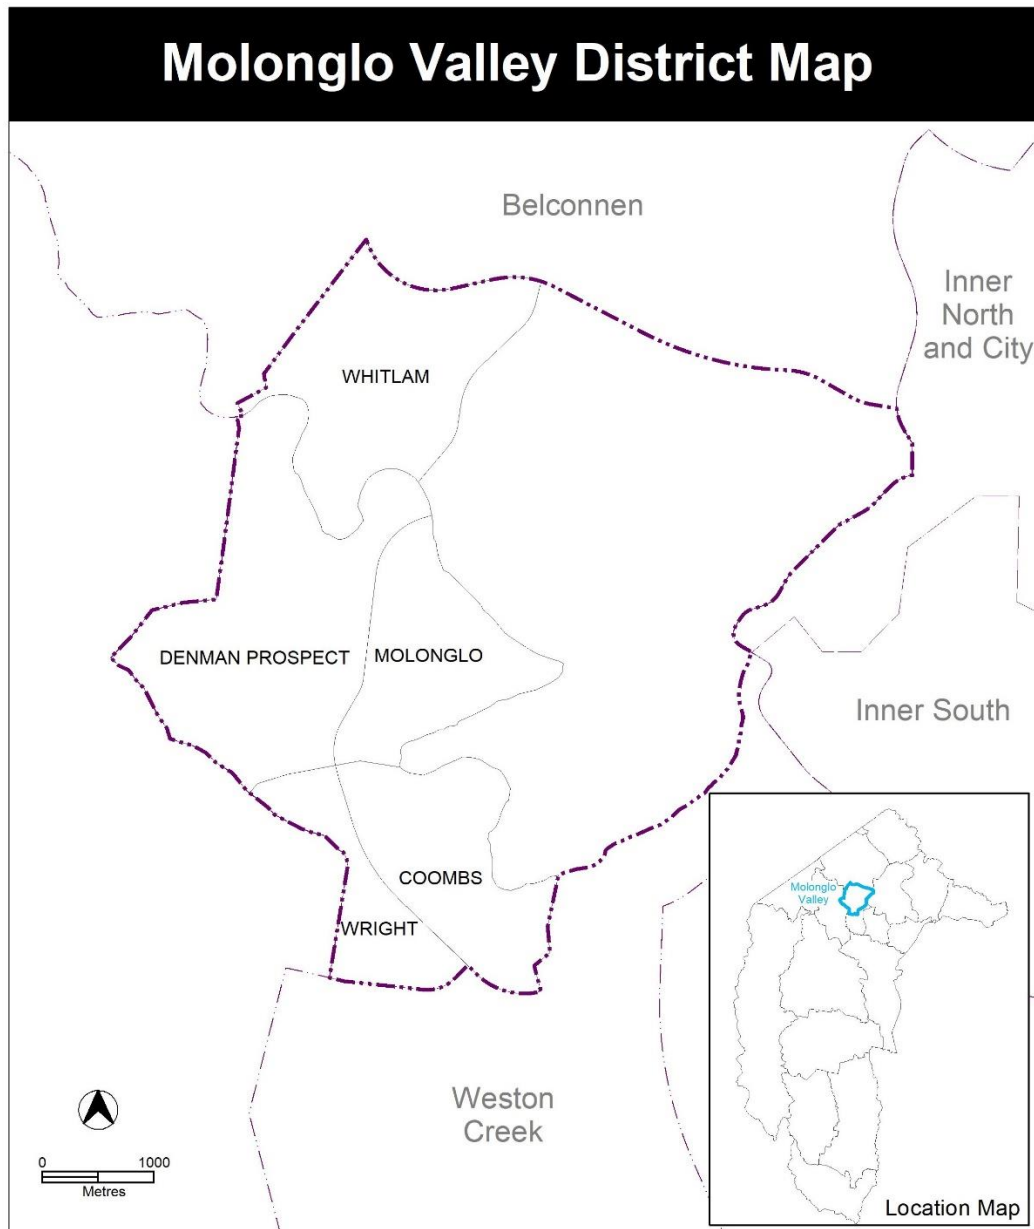 Molonglo Valley District Map
Belconnen
Inner
North
and City
WHITLAM
DENMAN PROSPECT
MOLONGLO
Inner South
COOMBS
WRIGHT
Weston
Creek
0 1000
Metres
Molonglo
Valley
Location Map